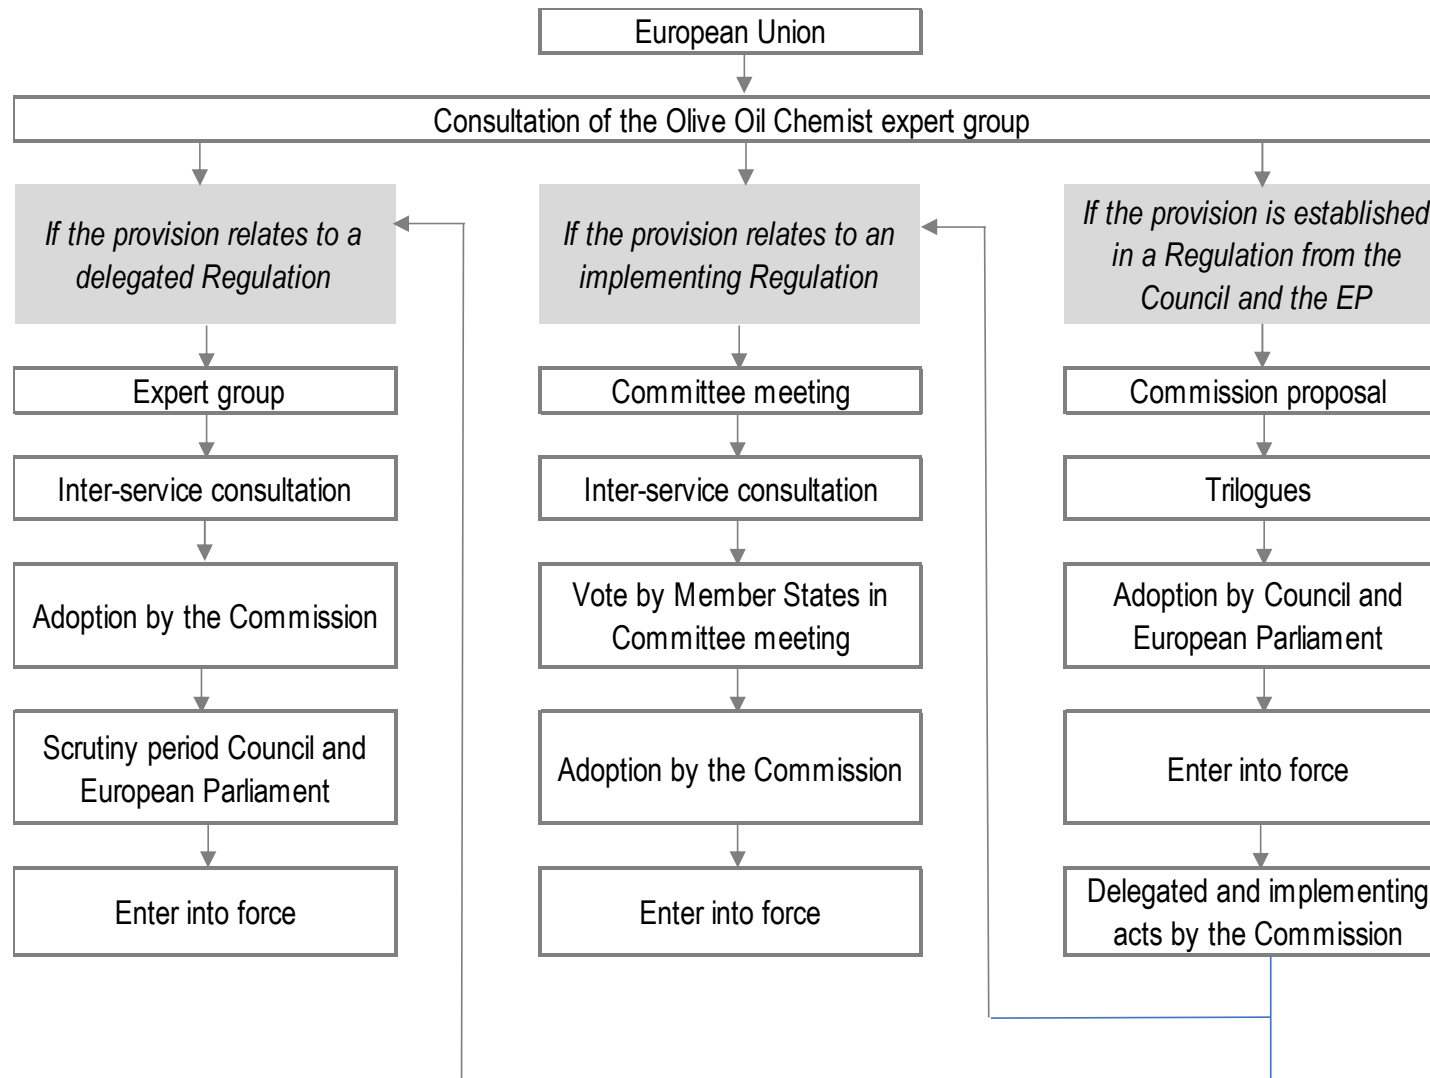 European Union
Consultation of the Olive Oil Chemist expert group
If the provision relates to a
delegated Regulation
If the provision relates to an
implementing Regulation
If the provision is established
in a Regulation from the
Council and the EP
Expert group
Committee meeting
Commission proposal
Inter-service consultation
Inter-service consultation
Trilogues
Adoption by the Commission
Vote by Member States in
Committee meeting
Adoption by Council and
European Parliament
Scrutiny period Council and
European Parliament
Adoption by the Commission
Enter into force
Enter into force
Enter into force
Delegated and implementing
acts by the Commission